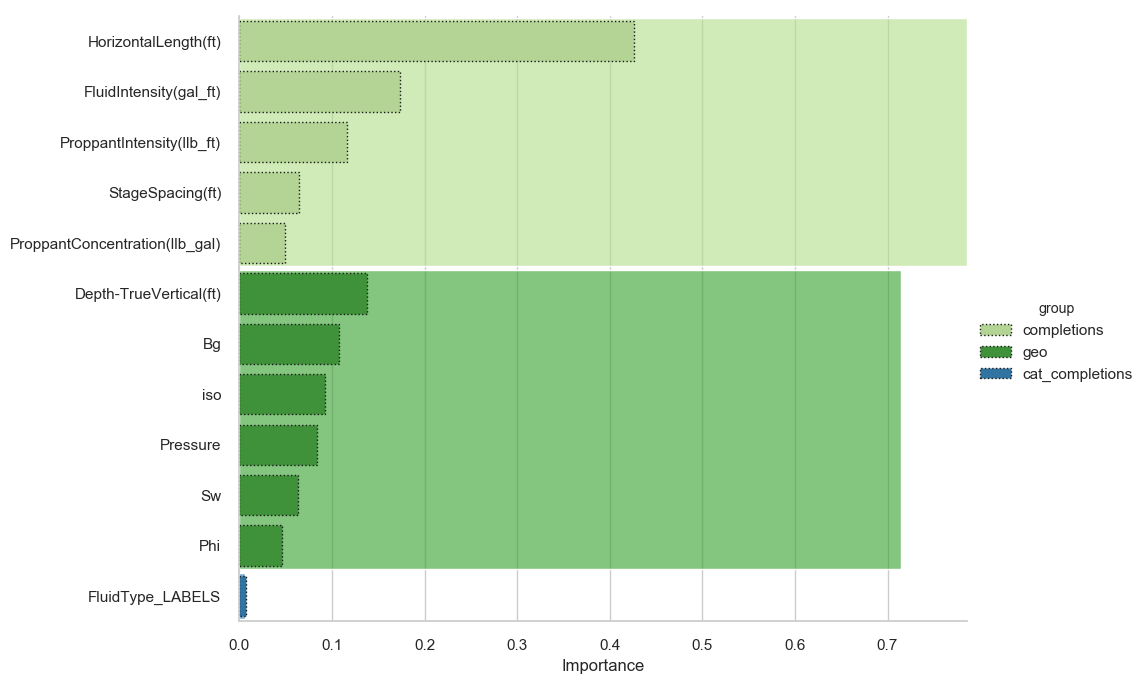 HorizontalLength(ft)
FluidIntensity(gal_ft)
ProppantIntensity(llb_ft)
StageSpacing(ft)
ProppantConcentration(llb_gal)
Depth-TrueVertical(ft)
Bg
iso
Pressure
Sw
Phi
FluidType_LABELS
0.0 0.1 0.2 0.3 0.4 0.5 0.6 0.7
Importance
group
completions
geo
cat_completions